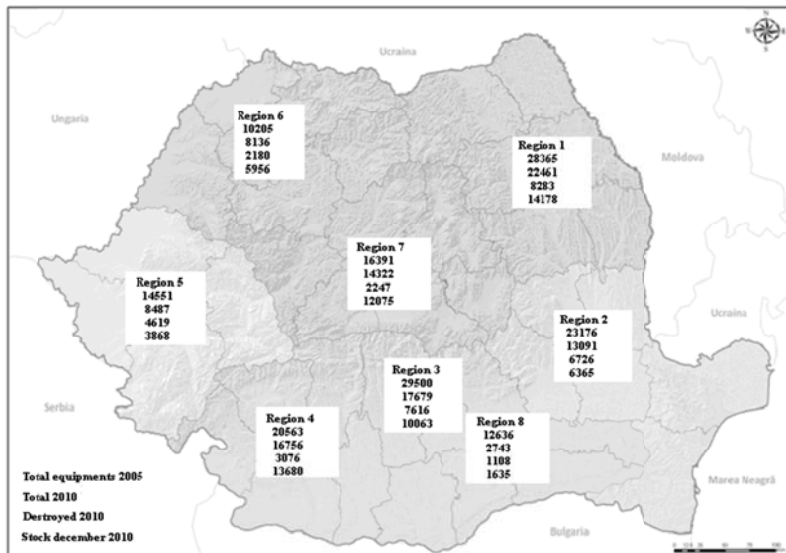 N
W E
S
Ucraina
Ungaria
Region 6
10205
8136
2180
5956
Region 1
28365
22461
8283
14178
Moldova
Region 7
16391
14322
2247
12075
Region 5
14551
8487
4619
3868
Region 2
23176
13091
6726
6365
Ucraina
Region 3
29500
17679
7616
10063
Serbia
Region 4
20563
16756
3076
13680
Region 8
12636
2743
1108
1635
Total equipments 2005
Total 2010
Destroyed 2010
Stock december 2010
Marea Neagră
Bulgaria